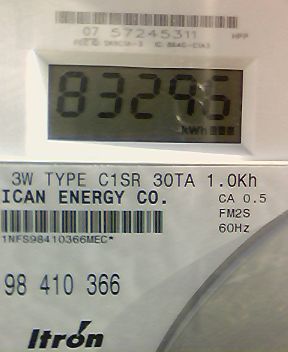 07 57245311 HPP
83295
kWh
3W TYPE C1SR 30TA 1.0Kh
ICAN ENERGY CO. CA 0.5
FM2S
60Hz
1NFS98410366MEC*
98 410 366
Itron